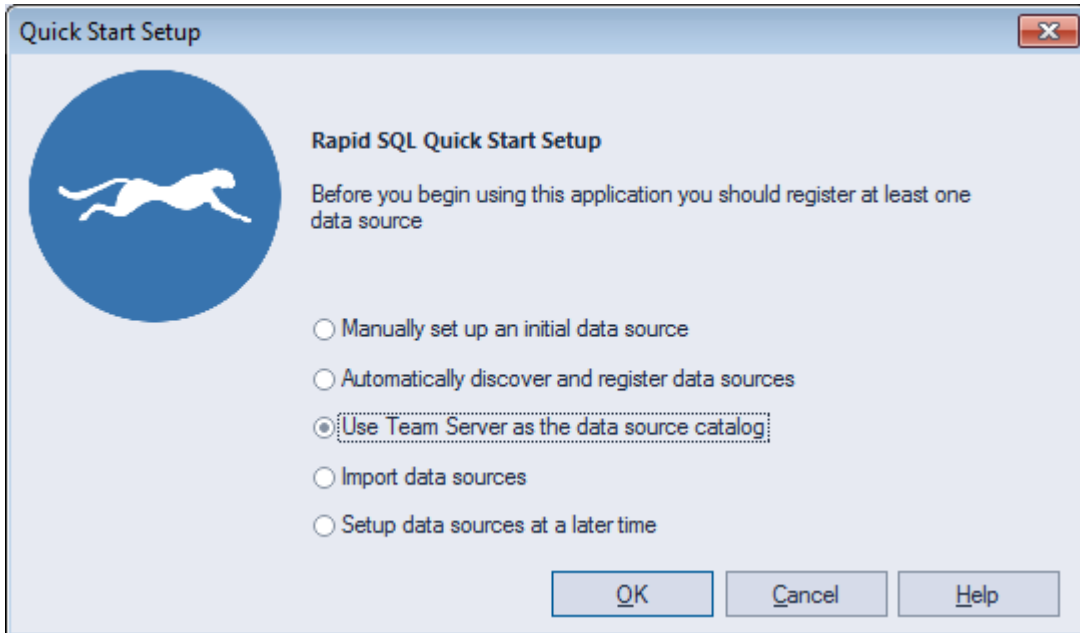 Quick Start Setup
Rapid SQL Quick Start Setup
Before you begin using this application you should register at least one
data source
Manually set up an initial data source
Automatically discover and register data sources
Use Team Server as the data source catalog
Import data sources
Setup data sources at a later time
OK Cancel Help